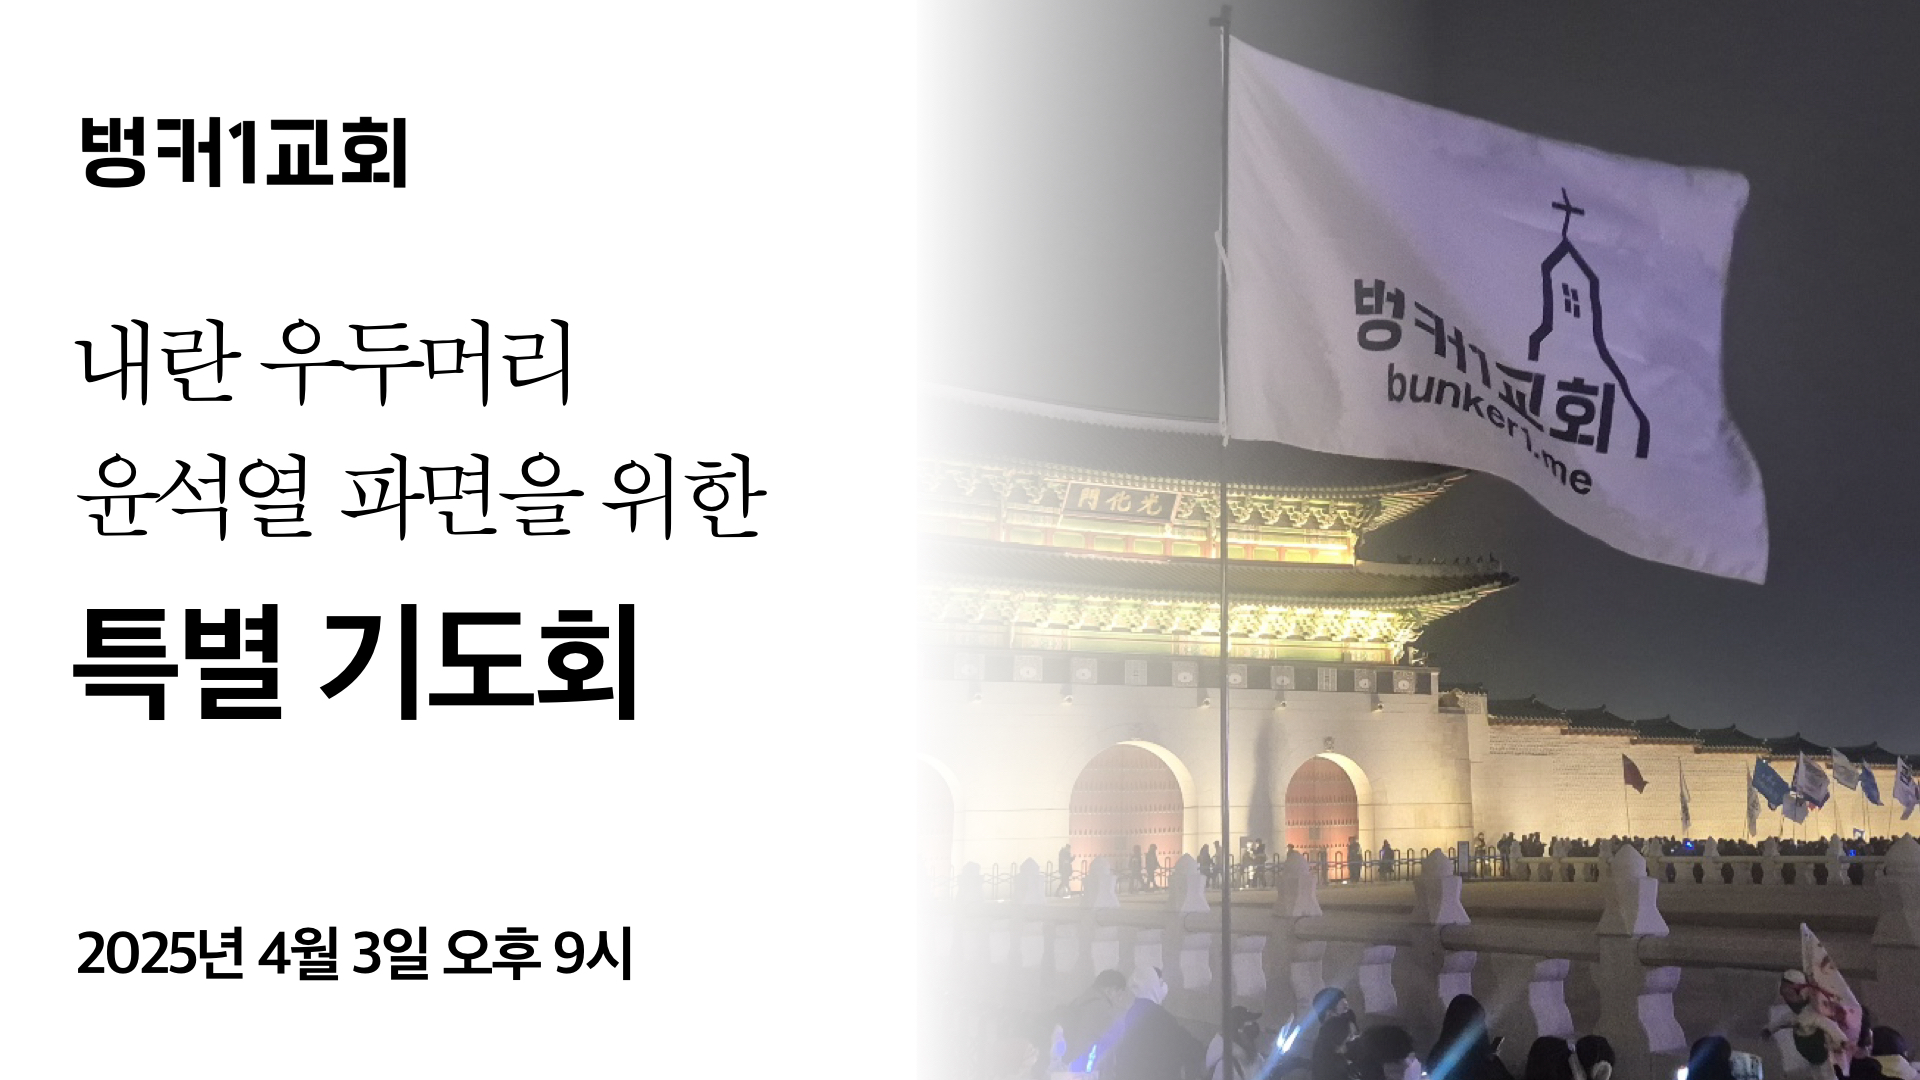 벙커1교회
내란 우두머리
윤석열 파면을 위한
특별 기도회
2025년 4월 3일 오후 9시
벙커1교회
bunker1.me
門化光